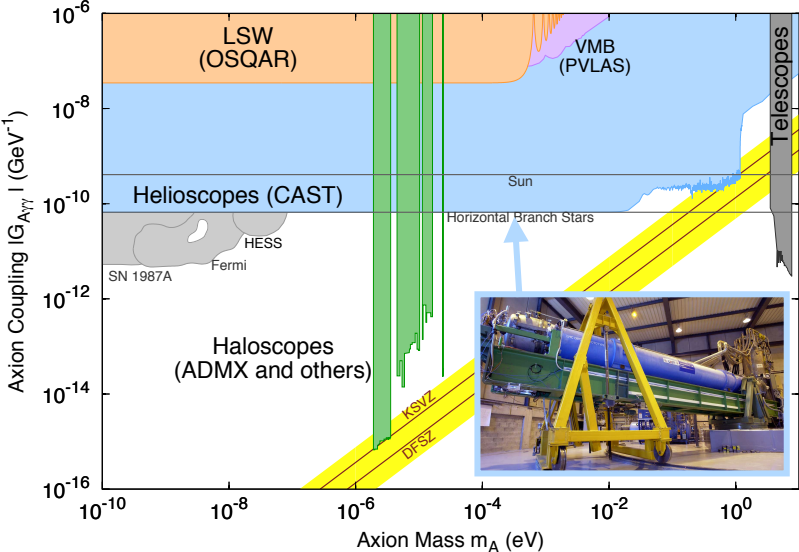 10⁻⁶
10⁻⁸
10⁻¹⁰
10⁻¹²
10⁻¹⁴
10⁻¹⁶
Axion Coupling |G_Aγγ | (GeV⁻¹)
LSW
(OSQAR)
VMB
(PVLAS)
Telescopes
Helioscopes (CAST)
Sun
Horizontal Branch Stars
HESS
Fermi
SN 1987A
Haloscopes
(ADMX and others)
KSVZ
DFSZ
10⁻¹⁰
10⁻⁸
10⁻⁶
10⁻⁴
10⁻²
10⁰
Axion Mass m_A (eV)